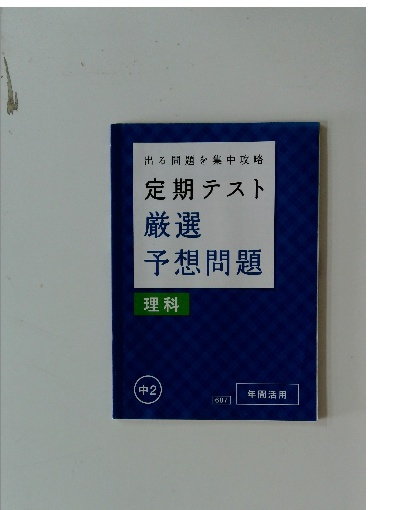 出る問題を集中攻略
定期テスト
厳選
予想問題
理科
中2
年間活用